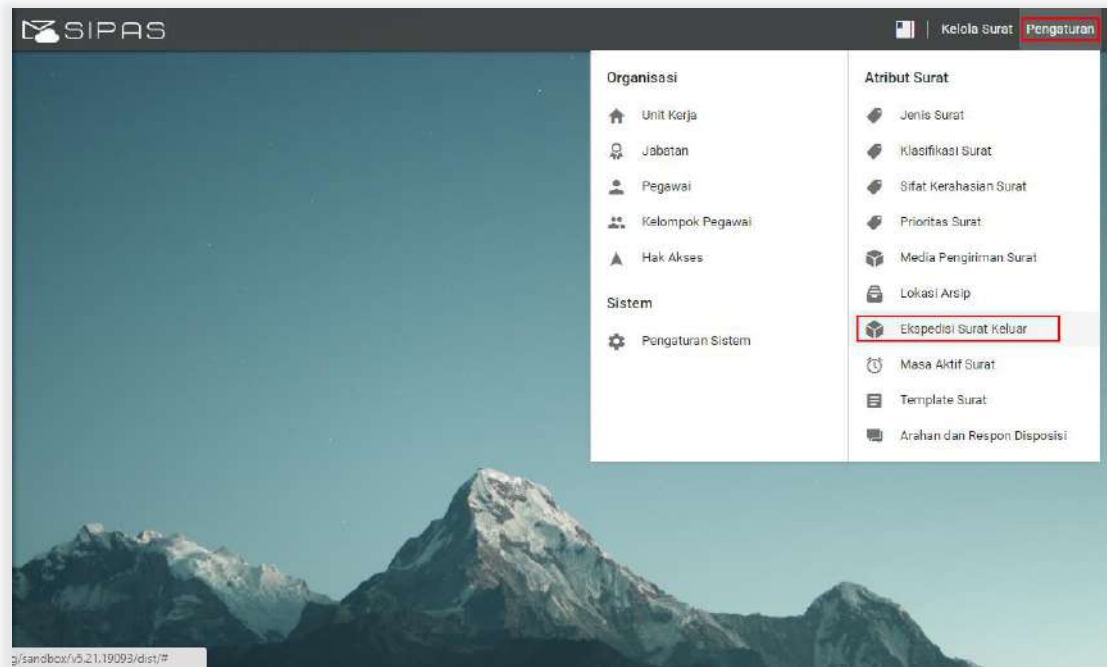 SIPAS
Kelola Surat
Pengaturan
Organisasi
Unit Kerja
Jabatan
Pegawai
Kelompok Pegawai
Hak Akses
Sistem
Pengaturan Sistem
Atribut Surat
Jenis Surat
Klasifikasi Surat
Sifat Kerahasian Surat
Prioritas Surat
Media Pengiriman Surat
Lokasi Arsip
Ekspedisi Surat Keluar
Masa Aktif Surat
Template Surat
Arahan dan Respon Disposisi
g/sandbox/v5.21.19093/dist/#